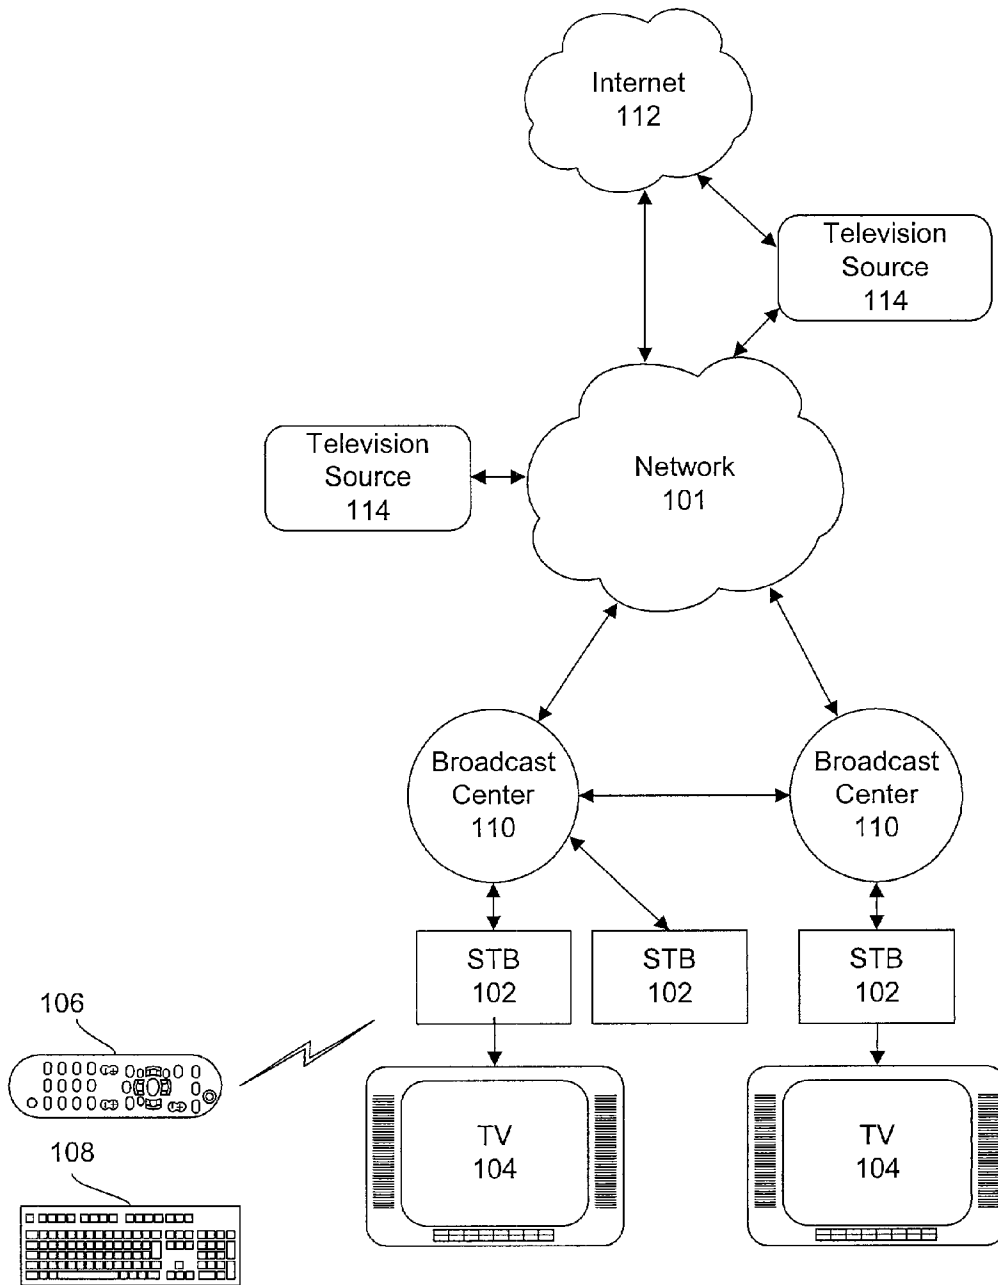 Internet
112
Television
Source
114
Television
Source
114
Network
101
Broadcast
Center
110
Broadcast
Center
110
STB
102
STB
102
STB
102
106
TV
104
TV
104
108